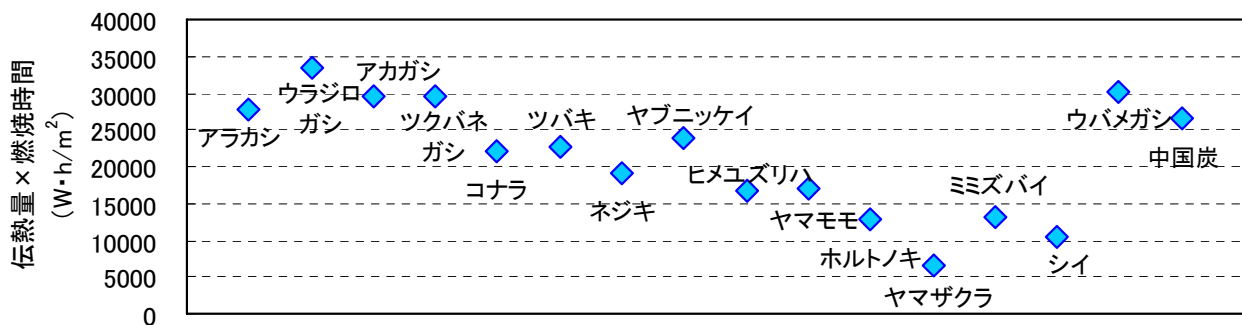 伝熱量×燃焼時間
(W・h/m²)
40000
35000
30000
25000
20000
15000
10000
5000
0
アラカシ
ウラジロ
ガシ
アカガシ
ツクバネ
ガシ
コナラ
ツバキ
ネジキ
ヤブニッケイ
ヒメユズリハ
ヤマモモ
ホルトノキ
ヤマザクラ
ミミズバイ
シイ
ウバメガシ
中国炭